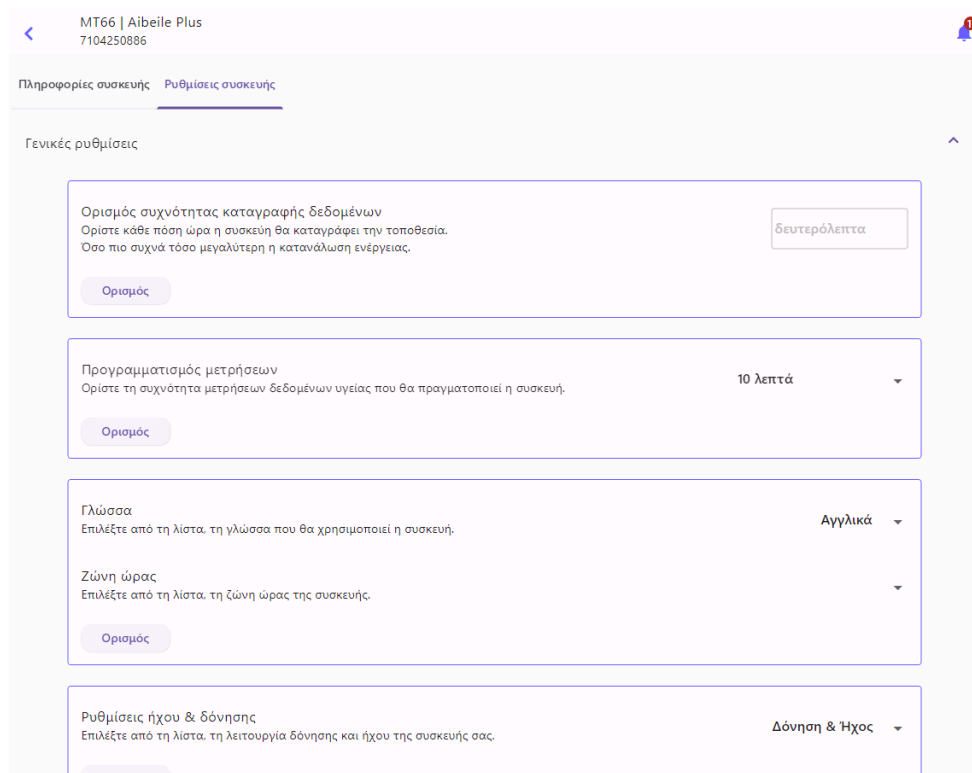 MT66 | Aibeile Plus
7104250886
1
Πληροφορίες συσκευής Ρυθμίσεις συσκευής
Γενικές ρυθμίσεις
Ορισμός συχνότητας καταγραφής δεδομένων
Ορίστε κάθε πόση ώρα η συσκευή θα καταγράφει την τοποθεσία.
Όσο πιο συχνά τόσο μεγαλύτερη η κατανάλωση ενέργειας.
δευτερόλεπτα
Ορισμός
Προγραμματισμός μετρήσεων
Ορίστε τη συχνότητα μετρήσεων δεδομένων υγείας που θα πραγματοποιεί η συσκευή.
10 λεπτά
Ορισμός
Γλώσσα
Επιλέξτε από τη λίστα, τη γλώσσα που θα χρησιμοποιεί η συσκευή.
Αγγλικά
Ζώνη ώρας
Επιλέξτε από τη λίστα, τη ζώνη ώρας της συσκευής.
Ορισμός
Ρυθμίσεις ήχου & δόνησης
Επιλέξτε από τη λίστα, τη λειτουργία δόνησης και ήχου της συσκευής σας.
Δόνηση & Ήχος